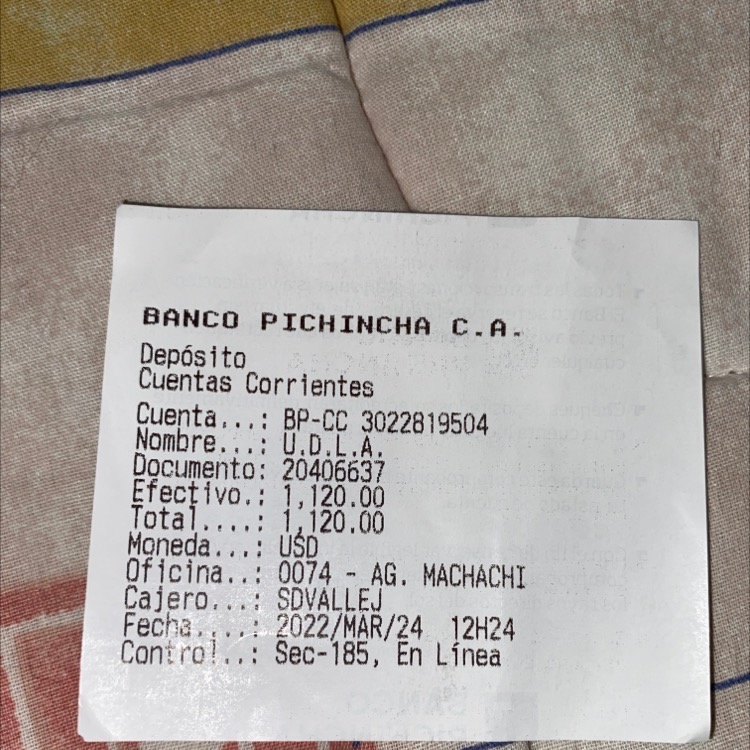 BANCO PICHINCHA C.A.
Depósito
Cuentas Corrientes
Cuenta...: BP-CC 3022819504
Nombre...: U.D.L.A.
Documento: 20406637
Efectivo.: 1,120.00
Total....: 1,120.00
Moneda...: USD
Oficina..: 0074 - AG. MACHACHI
Cajero...: SDVALLEJ
Fecha....: 2022/MAR/24 12H24
Control..: Sec-185, En Línea